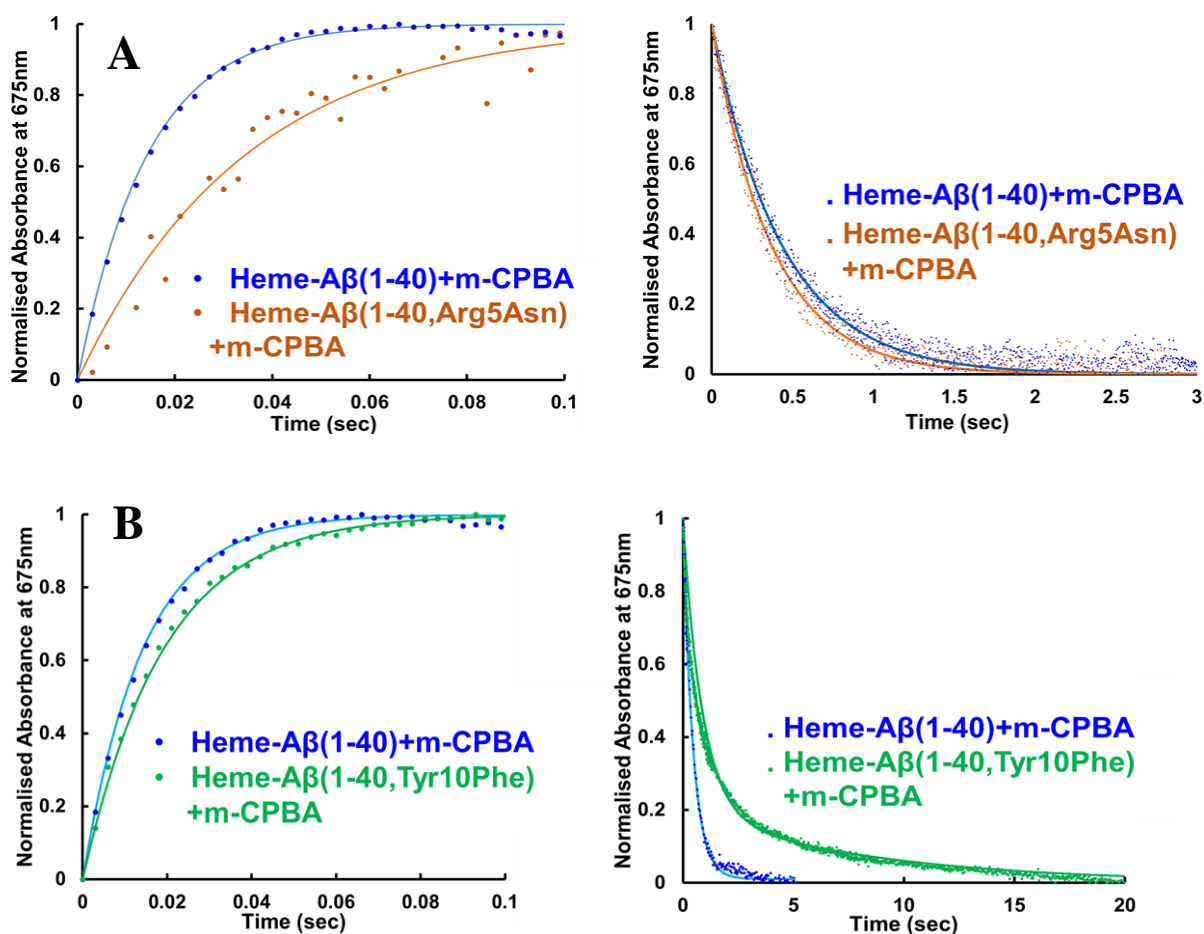 A
Normalised Absorbance at 675nm
1
0.8
0.6
0.4
0.2
0
Heme-Aβ(1-40)+m-CPBA
Heme-Aβ(1-40,Arg5Asn)
+m-CPBA
0 0.02 0.04 0.06 0.08 0.1
Time (sec)
Normalised Absorbance at 675nm
1
0.8
0.6
0.4
0.2
0
. Heme-Aβ(1-40)+m-CPBA
. Heme-Aβ(1-40,Arg5Asn)
+m-CPBA
0 0.5 1 1.5 2 2.5 3
Time (sec)
B
Normalised Absorbance at 675nm
1
0.8
0.6
0.4
0.2
0
Heme-Aβ(1-40)+m-CPBA
Heme-Aβ(1-40,Tyr10Phe)
+m-CPBA
0 0.02 0.04 0.06 0.08 0.1
Time (sec)
Normalised Absorbance at 675nm
1
0.8
0.6
0.4
0.2
0
. Heme-Aβ(1-40)+m-CPBA
. Heme-Aβ(1-40,Tyr10Phe)
+m-CPBA
0 5 10 15 20
Time (sec)